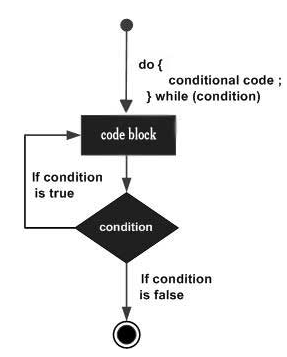 do {
conditional code ;
} while (condition)
code block
If condition
is true
condition
If condition
is false